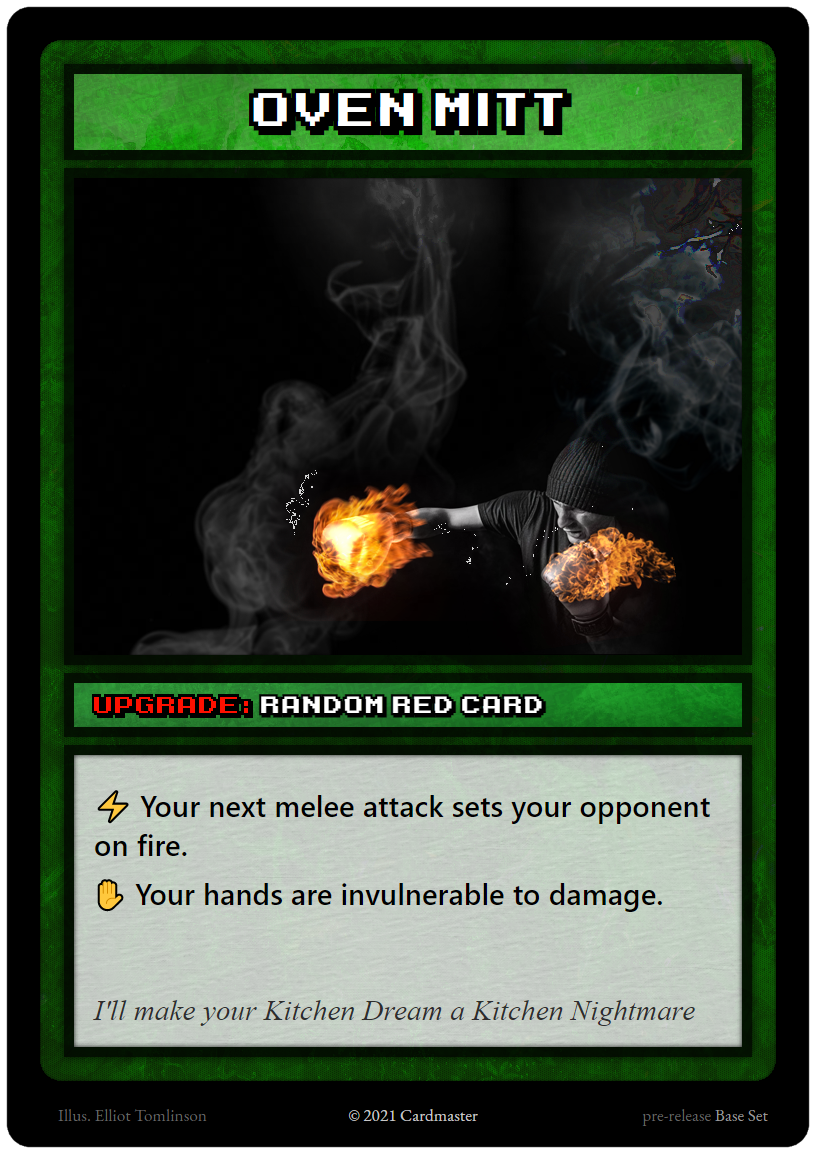 OVEN MITT
UPGRADE: RANDOM RED CARD
⚡ Your next melee attack sets your opponent
on fire.
✋ Your hands are invulnerable to damage.
I'll make your Kitchen Dream a Kitchen Nightmare
Illus. Elliot Tomlinson © 2021 Cardmaster pre-release Base Set